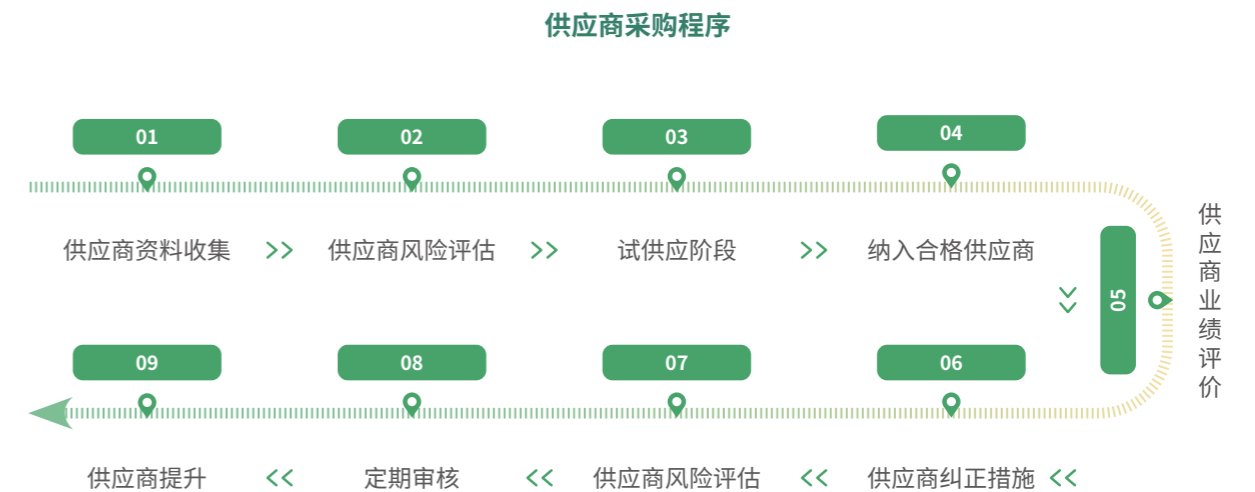 供应商采购程序
01
02
03
04
供应商资料收集
供应商风险评估
试供应阶段
纳入合格供应商
05
供应商业绩评价
09
08
07
06
供应商提升
定期审核
供应商风险评估
供应商纠正措施